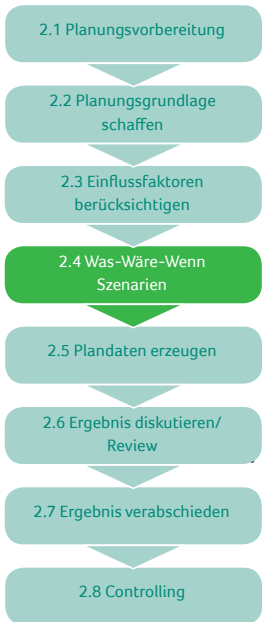 2.1 Planungsvorbereitung
2.2 Planungsgrundlage
schaffen
2.3 Einflussfaktoren
berücksichtigen
2.4 Was-Wäre-Wenn
Szenarien
2.5 Plandaten erzeugen
2.6 Ergebnis diskutieren/
Review
2.7 Ergebnis verabschieden
2.8 Controlling